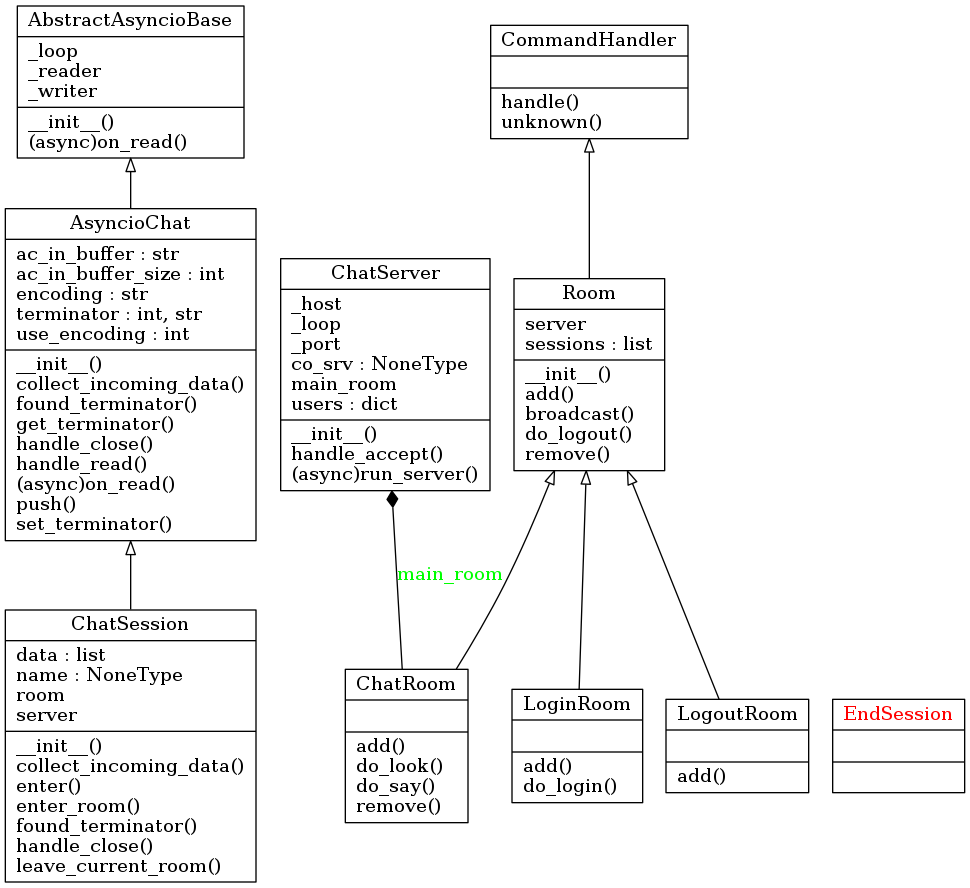 AbstractAsyncioBase
_loop
_reader
_writer
__init__()
(async)on_read()
CommandHandler
handle()
unknown()
AsyncioChat
ac_in_buffer : str
ac_in_buffer_size : int
encoding : str
terminator : int, str
use_encoding : int
__init__()
collect_incoming_data()
found_terminator()
get_terminator()
handle_close()
handle_read()
(async)on_read()
push()
set_terminator()
ChatServer
_host
_loop
_port
co_srv : NoneType
main_room
users : dict
__init__()
handle_accept()
(async)run_server()
Room
server
sessions : list
__init__()
add()
broadcast()
do_logout()
remove()
main_room
ChatSession
data : list
name : NoneType
room
server
__init__()
collect_incoming_data()
enter()
enter_room()
found_terminator()
handle_close()
leave_current_room()
ChatRoom
add()
do_look()
do_say()
remove()
LoginRoom
add()
do_login()
LogoutRoom
add()
EndSession